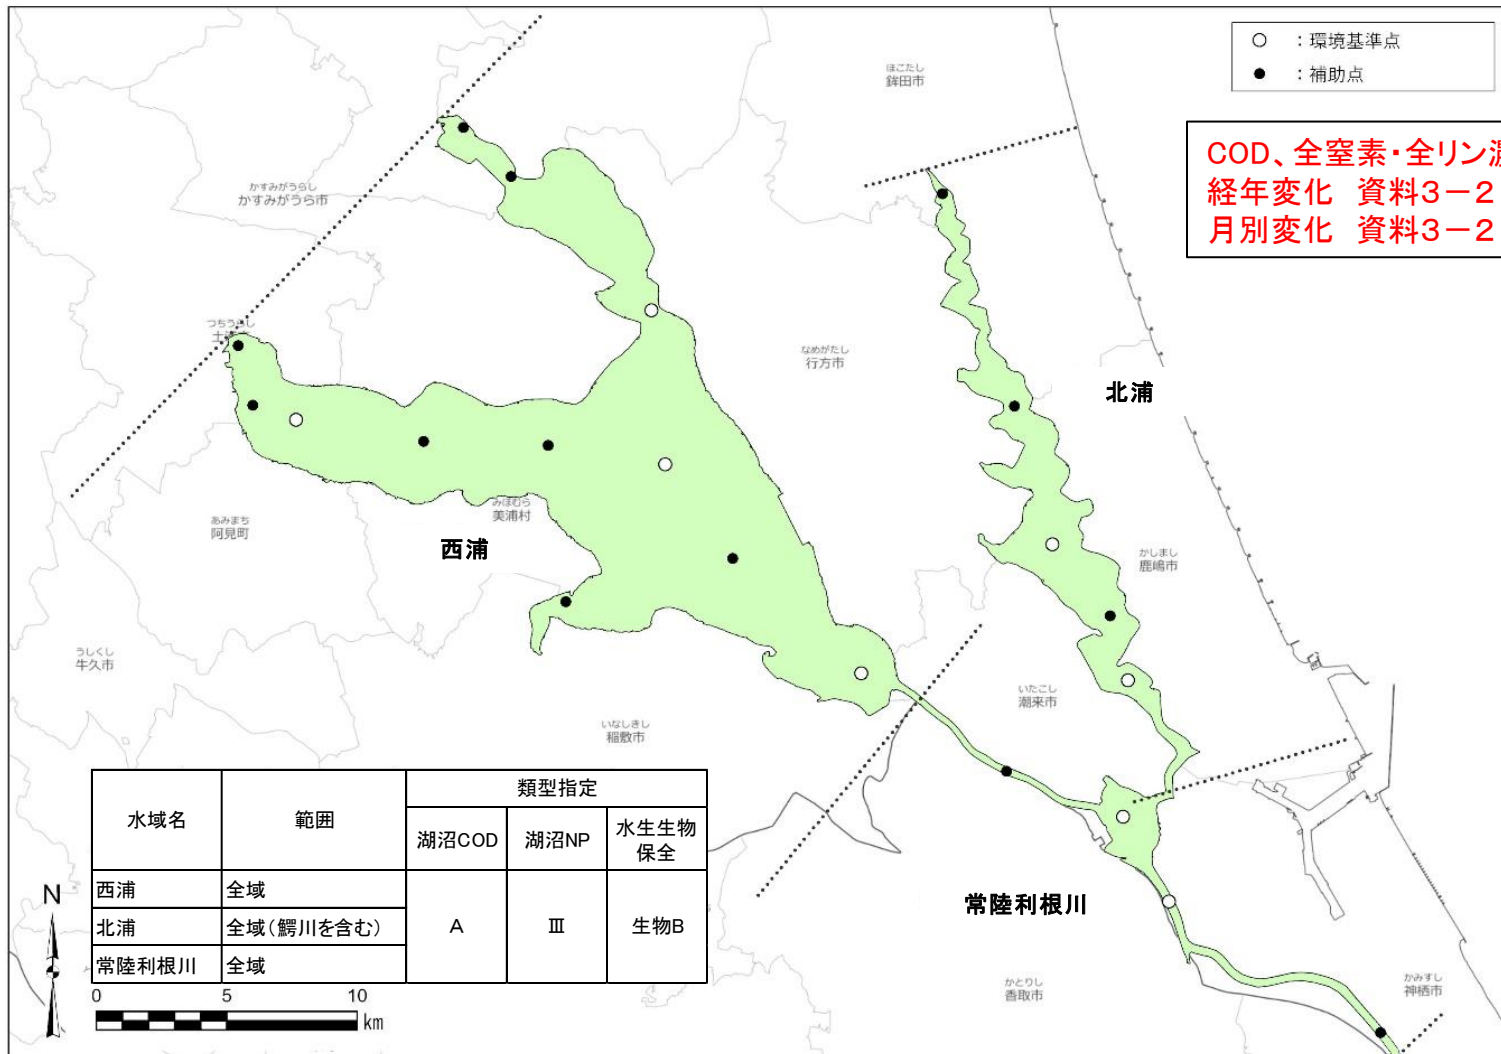 ○ ：環境基準点
● ：補助点
COD、全窒素・全リン濃
経年変化　資料3－2
月別変化　資料3－2
ほこたし
鉾田市
かすみがうらし
かすみがうら市
つちうらし
なめがたし
行方市
北浦
みほむら
美浦村
あみまち
阿見町
西浦
かしまし
鹿嶋市
うしくし
牛久市
いたこし
潮来市
いなしきし
稲敷市
常陸利根川
かとりし
香取市
かみすし
神栖市
水域名 範囲 類型指定
湖沼COD 湖沼NP 水生生物
保全
西浦 全域 A Ⅲ 生物B
北浦 全域(鰐川を含む)
常陸利根川 全域
N
0 5 10
km